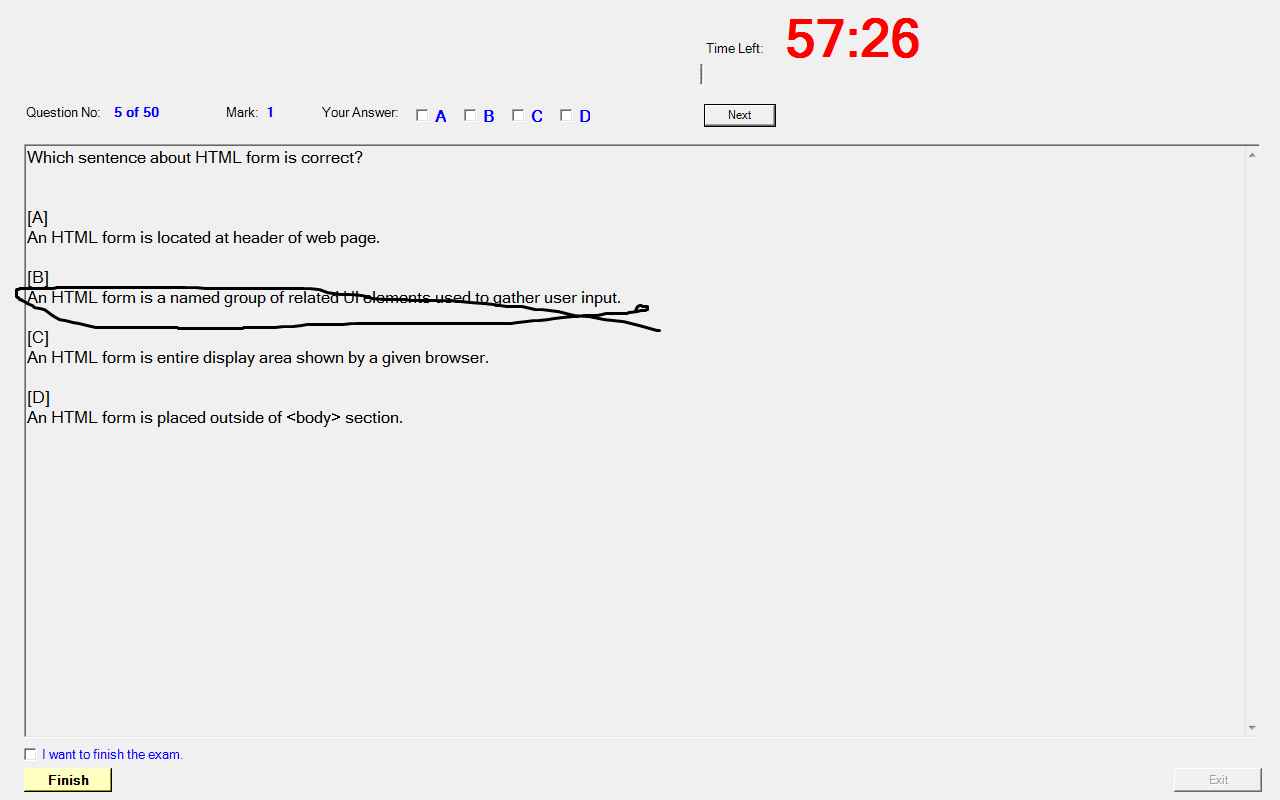 Time Left: 57:26
Question No: 5 of 50 Mark: 1 Your Answer: A B C D Next
Which sentence about HTML form is correct?
[A]
An HTML form is located at header of web page.
[B]
An HTML form is a named group of related UI elements used to gather user input.
[C]
An HTML form is entire display area shown by a given browser.
[D]
An HTML form is placed outside of <body> section.
I want to finish the exam.
Finish Exit